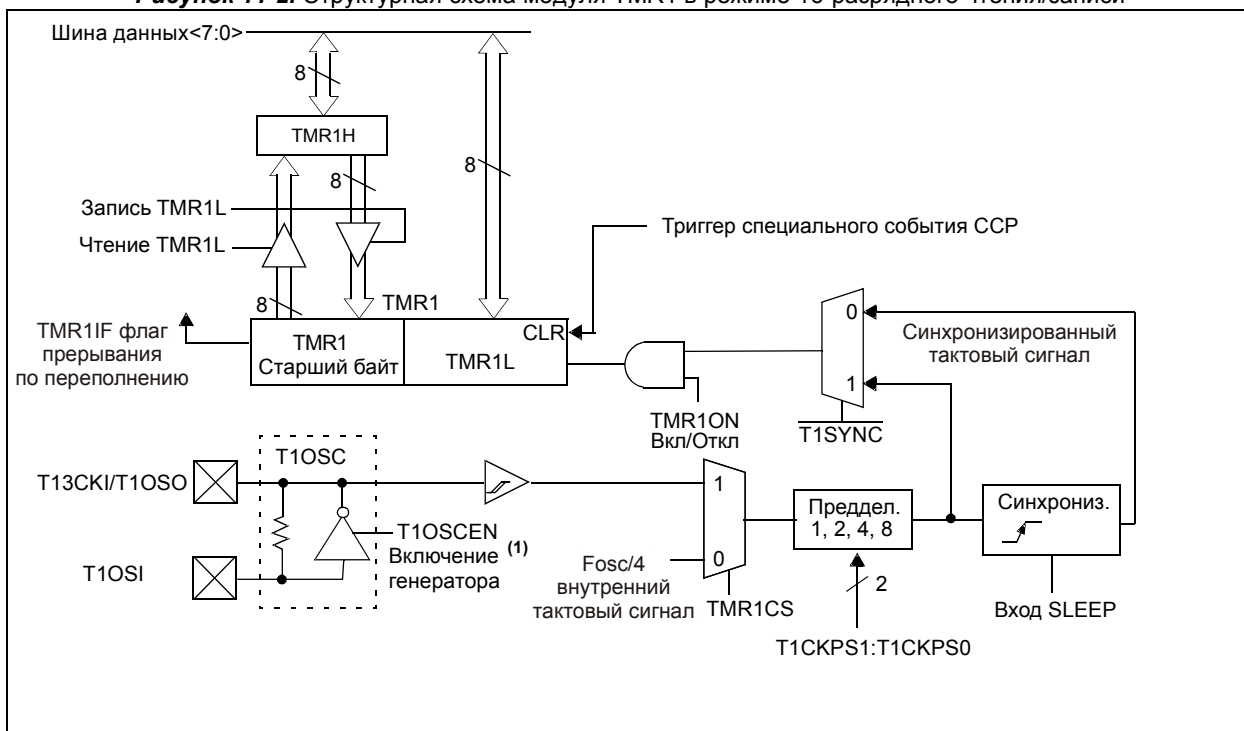 Рисунок 11-2. Структурная схема модуля TMR1 в режиме 16-разрядного чтения/записи
Шина данных<7:0>
8
TMR1H
8
8
Запись TMR1L
Чтение TMR1L
Триггер специального события CCP
8
TMR1
TMR1IF флаг
прерывания
по переполнению
TMR1
Старший байт
TMR1L
CLR
0
1
Синхронизированный
тактовый сигнал
TMR1ON
Вкл/Откл
T1SYNC
T1OSC
T13CKI/T1OSO
T1OSI
T1OSCEN
Включение (1)
генератора
1
0
Fosc/4
внутренний
тактовый сигнал
TMR1CS
Преддел.
1, 2, 4, 8
2
T1CKPS1:T1CKPS0
Синхрониз.
Вход SLEEP